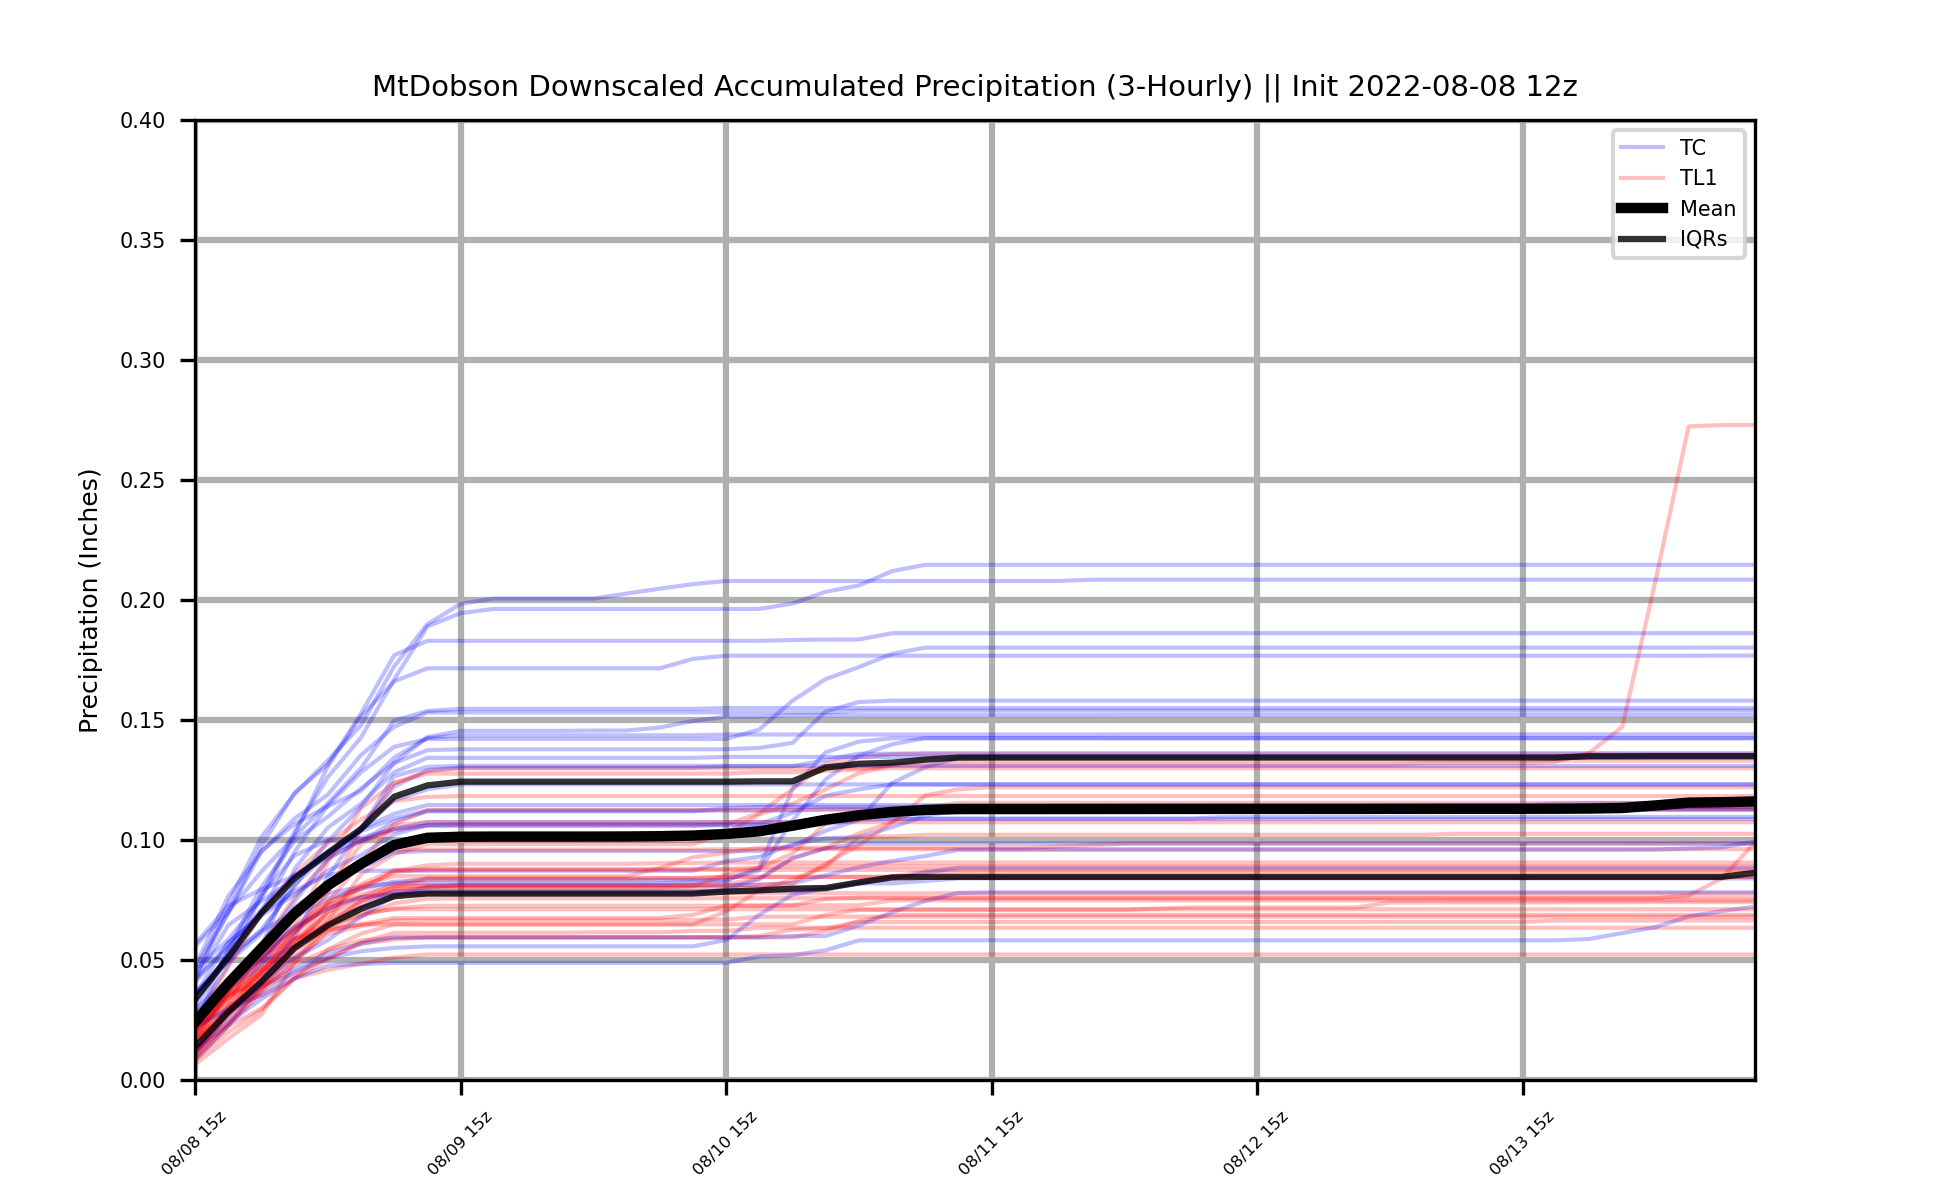 MtDobson Downscaled Accumulated Precipitation (3-Hourly) || Init 2022-08-08 12z
0.40
0.35
0.30
0.25
0.20
0.15
0.10
0.05
0.00
Precipitation (Inches)
TC
TL1
Mean
IQRs
08/08 15z
08/09 15z
08/10 15z
08/11 15z
08/12 15z
08/13 15z